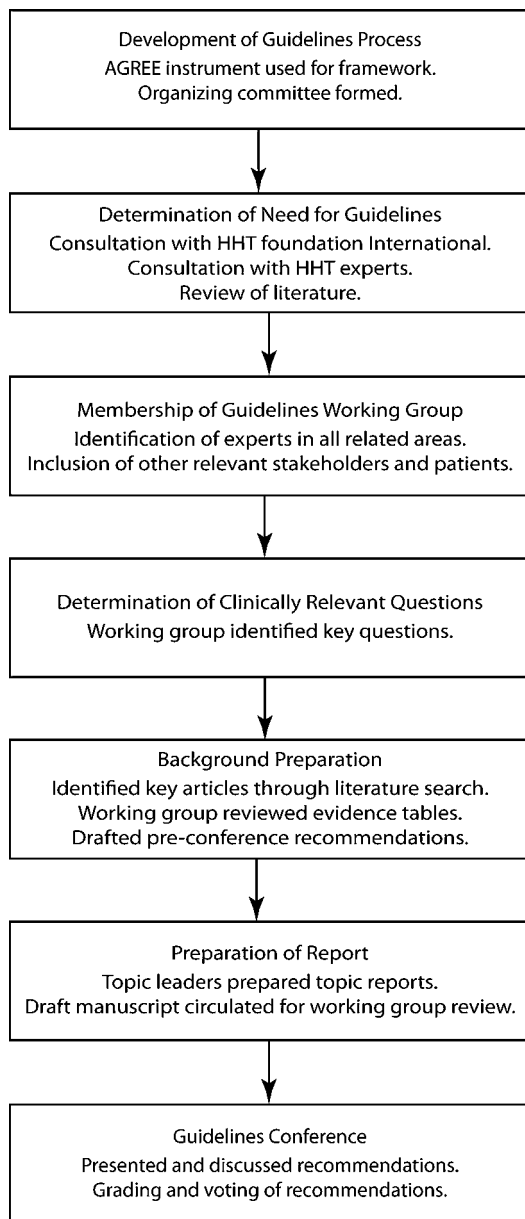 Development of Guidelines Process
AGREE instrument used for framework.
Organizing committee formed.
Determination of Need for Guidelines
Consultation with HHT foundation International.
Consultation with HHT experts.
Review of literature.
Membership of Guidelines Working Group
Identification of experts in all related areas.
Inclusion of other relevant stakeholders and patients.
Determination of Clinically Relevant Questions
Working group identified key questions.
Background Preparation
Identified key articles through literature search.
Working group reviewed evidence tables.
Drafted pre-conference recommendations.
Preparation of Report
Topic leaders prepared topic reports.
Draft manuscript circulated for working group review.
Guidelines Conference
Presented and discussed recommendations.
Grading and voting of recommendations.